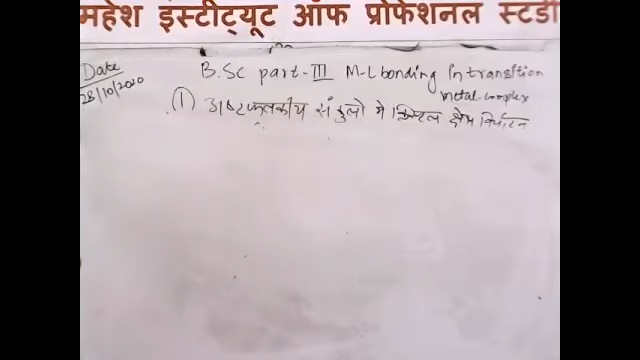 महेश इंस्टीट्यूट ऑफ प्रोफेशनल स्टडी
Date
28/10/2020
B.Sc part-III M-L bonding in transition
metal-complex
(1) अष्टफलकीय संकुलो मे क्रिस्टल क्षेत्र विपाटन